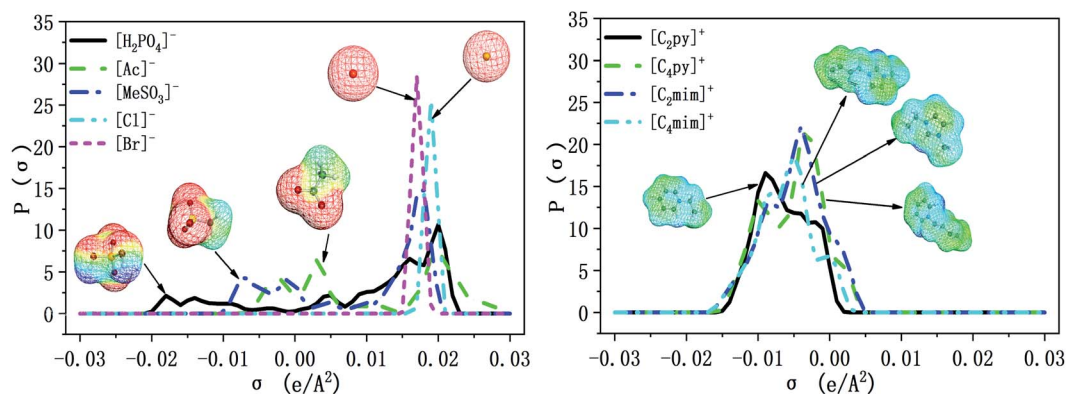 35
30
25
20
15
10
5
0
P (σ)
[H₂PO₄]⁻
[Ac]⁻
[MeSO₃]⁻
[Cl]⁻
[Br]⁻
-0.03 -0.02 -0.01 0.00 0.01 0.02 0.03
σ (e/A²)
35
30
25
20
15
10
5
0
P (σ)
[C₂py]⁺
[C₄py]⁺
[C₂mim]⁺
[C₄mim]⁺
-0.03 -0.02 -0.01 0.00 0.01 0.02 0.03
σ (e/A²)